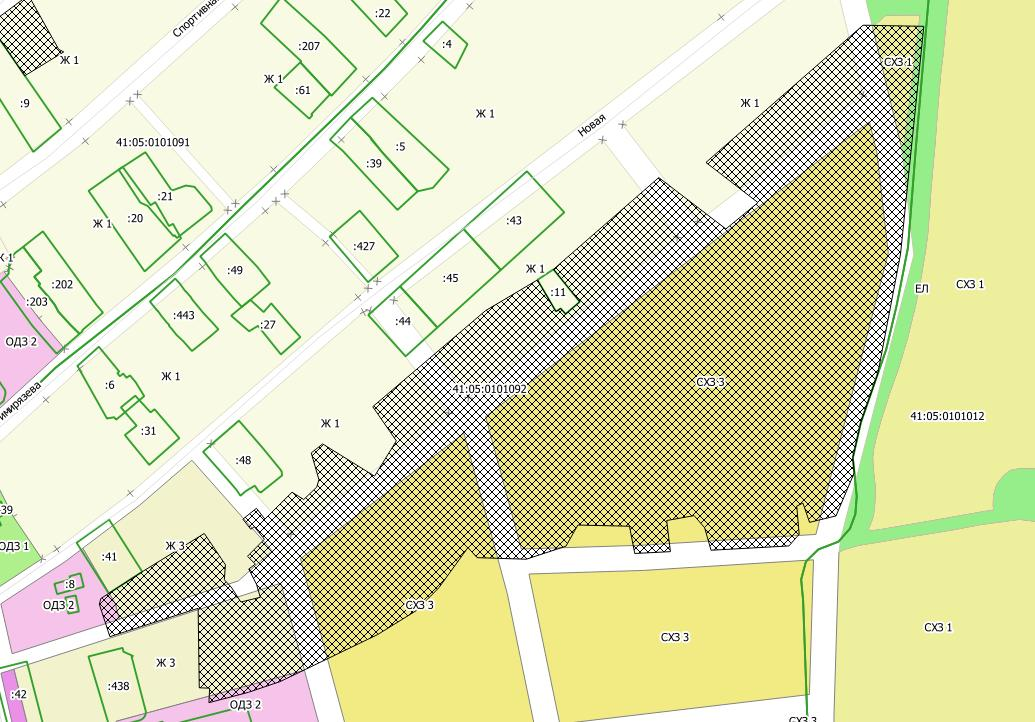 Спортивна
:22
:4
:207
Ж 1
Ж 1
:61
:9
СХЗ 1
Ж 1
Ж 1
Новая
41:05:0101091
:5
:39
:21
:20
Ж 1
:43
:427
Ж 1
:45
:49
:202
:203
Ж 1
:11
ЕЛ
СХЗ 1
:443
:27
:44
ОДЗ 2
Ж 1
:6
41:05:0101092
СХЗ 3
имирязева
41:05:0101012
Ж 1
:31
:48
39
ОДЗ 1
Ж 3
:41
:8
ОДЗ 2
СХЗ 3
СХЗ 1
СХЗ 3
Ж 3
:438
:42
ОДЗ 2
СХЗ 3